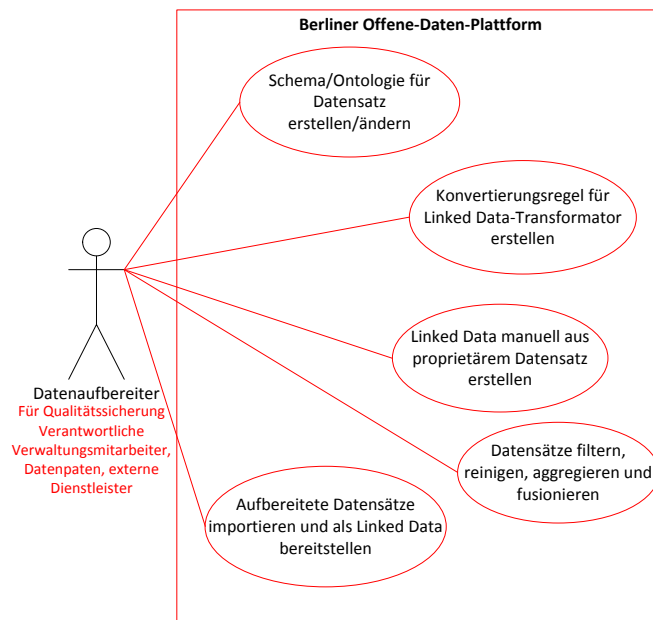 Berliner Offene-Daten-Plattform
Schema/Ontologie für
Datensatz
erstellen/ändern
Konvertierungsregel für
Linked Data-Transformator
erstellen
Linked Data manuell aus
proprietärem Datensatz
erstellen
Datenaufbereiter
Für Qualitätssicherung
Verantwortliche
Verwaltungsmitarbeiter,
Datenpaten, externe
Dienstleister
Datensätze filtern,
reinigen, aggregieren und
fusionieren
Aufbereitete Datensätze
importieren und als Linked Data
bereitstellen